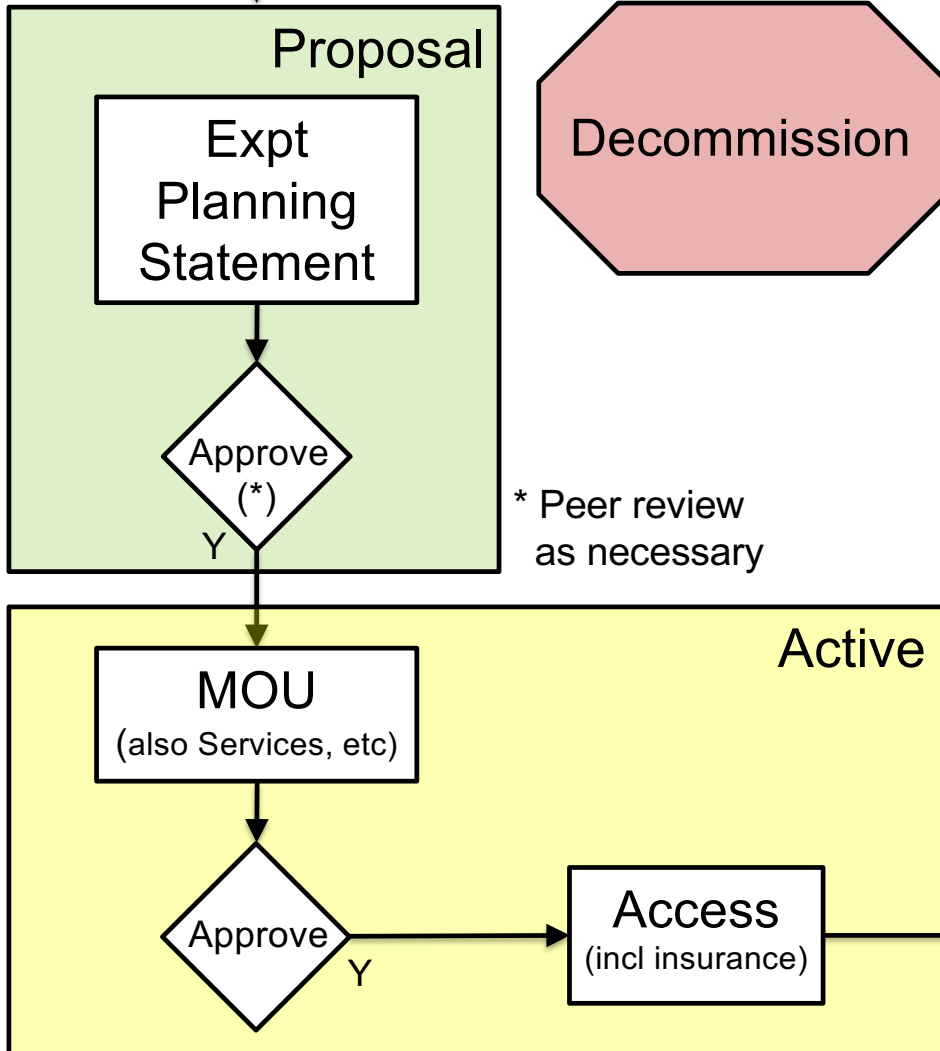 Proposal
Expt
Planning
Statement
Decommission
Approve
(*)
Y
* Peer review
as necessary
Active
MOU
(also Services, etc)
Approve
Y
Access
(incl insurance)